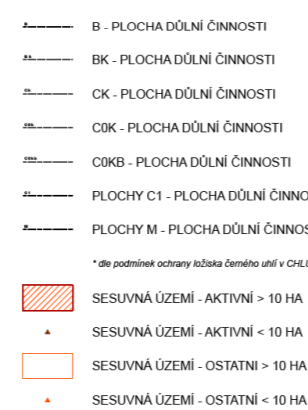 B - PLOCHA DŮLNÍ ČINNOSTI
BK - PLOCHA DŮLNÍ ČINNOSTI
CK - PLOCHA DŮLNÍ ČINNOSTI
C0K - PLOCHA DŮLNÍ ČINNOSTI
C0KB - PLOCHA DŮLNÍ ČINNOSTI
PLOCHY C1 - PLOCHA DŮLNÍ ČINNO
PLOCHY M - PLOCHA DŮLNÍ ČINNOS
* dle podmínek ochrany ložiska černého uhlí v CHLÚ
SESUVNÁ ÚZEMÍ - AKTIVNÍ > 10 HA
SESUVNÁ ÚZEMÍ - AKTIVNÍ < 10 HA
SESUVNÁ ÚZEMÍ - OSTATNI > 10 HA
SESUVNÁ ÚZEMÍ - OSTATNÍ < 10 HA